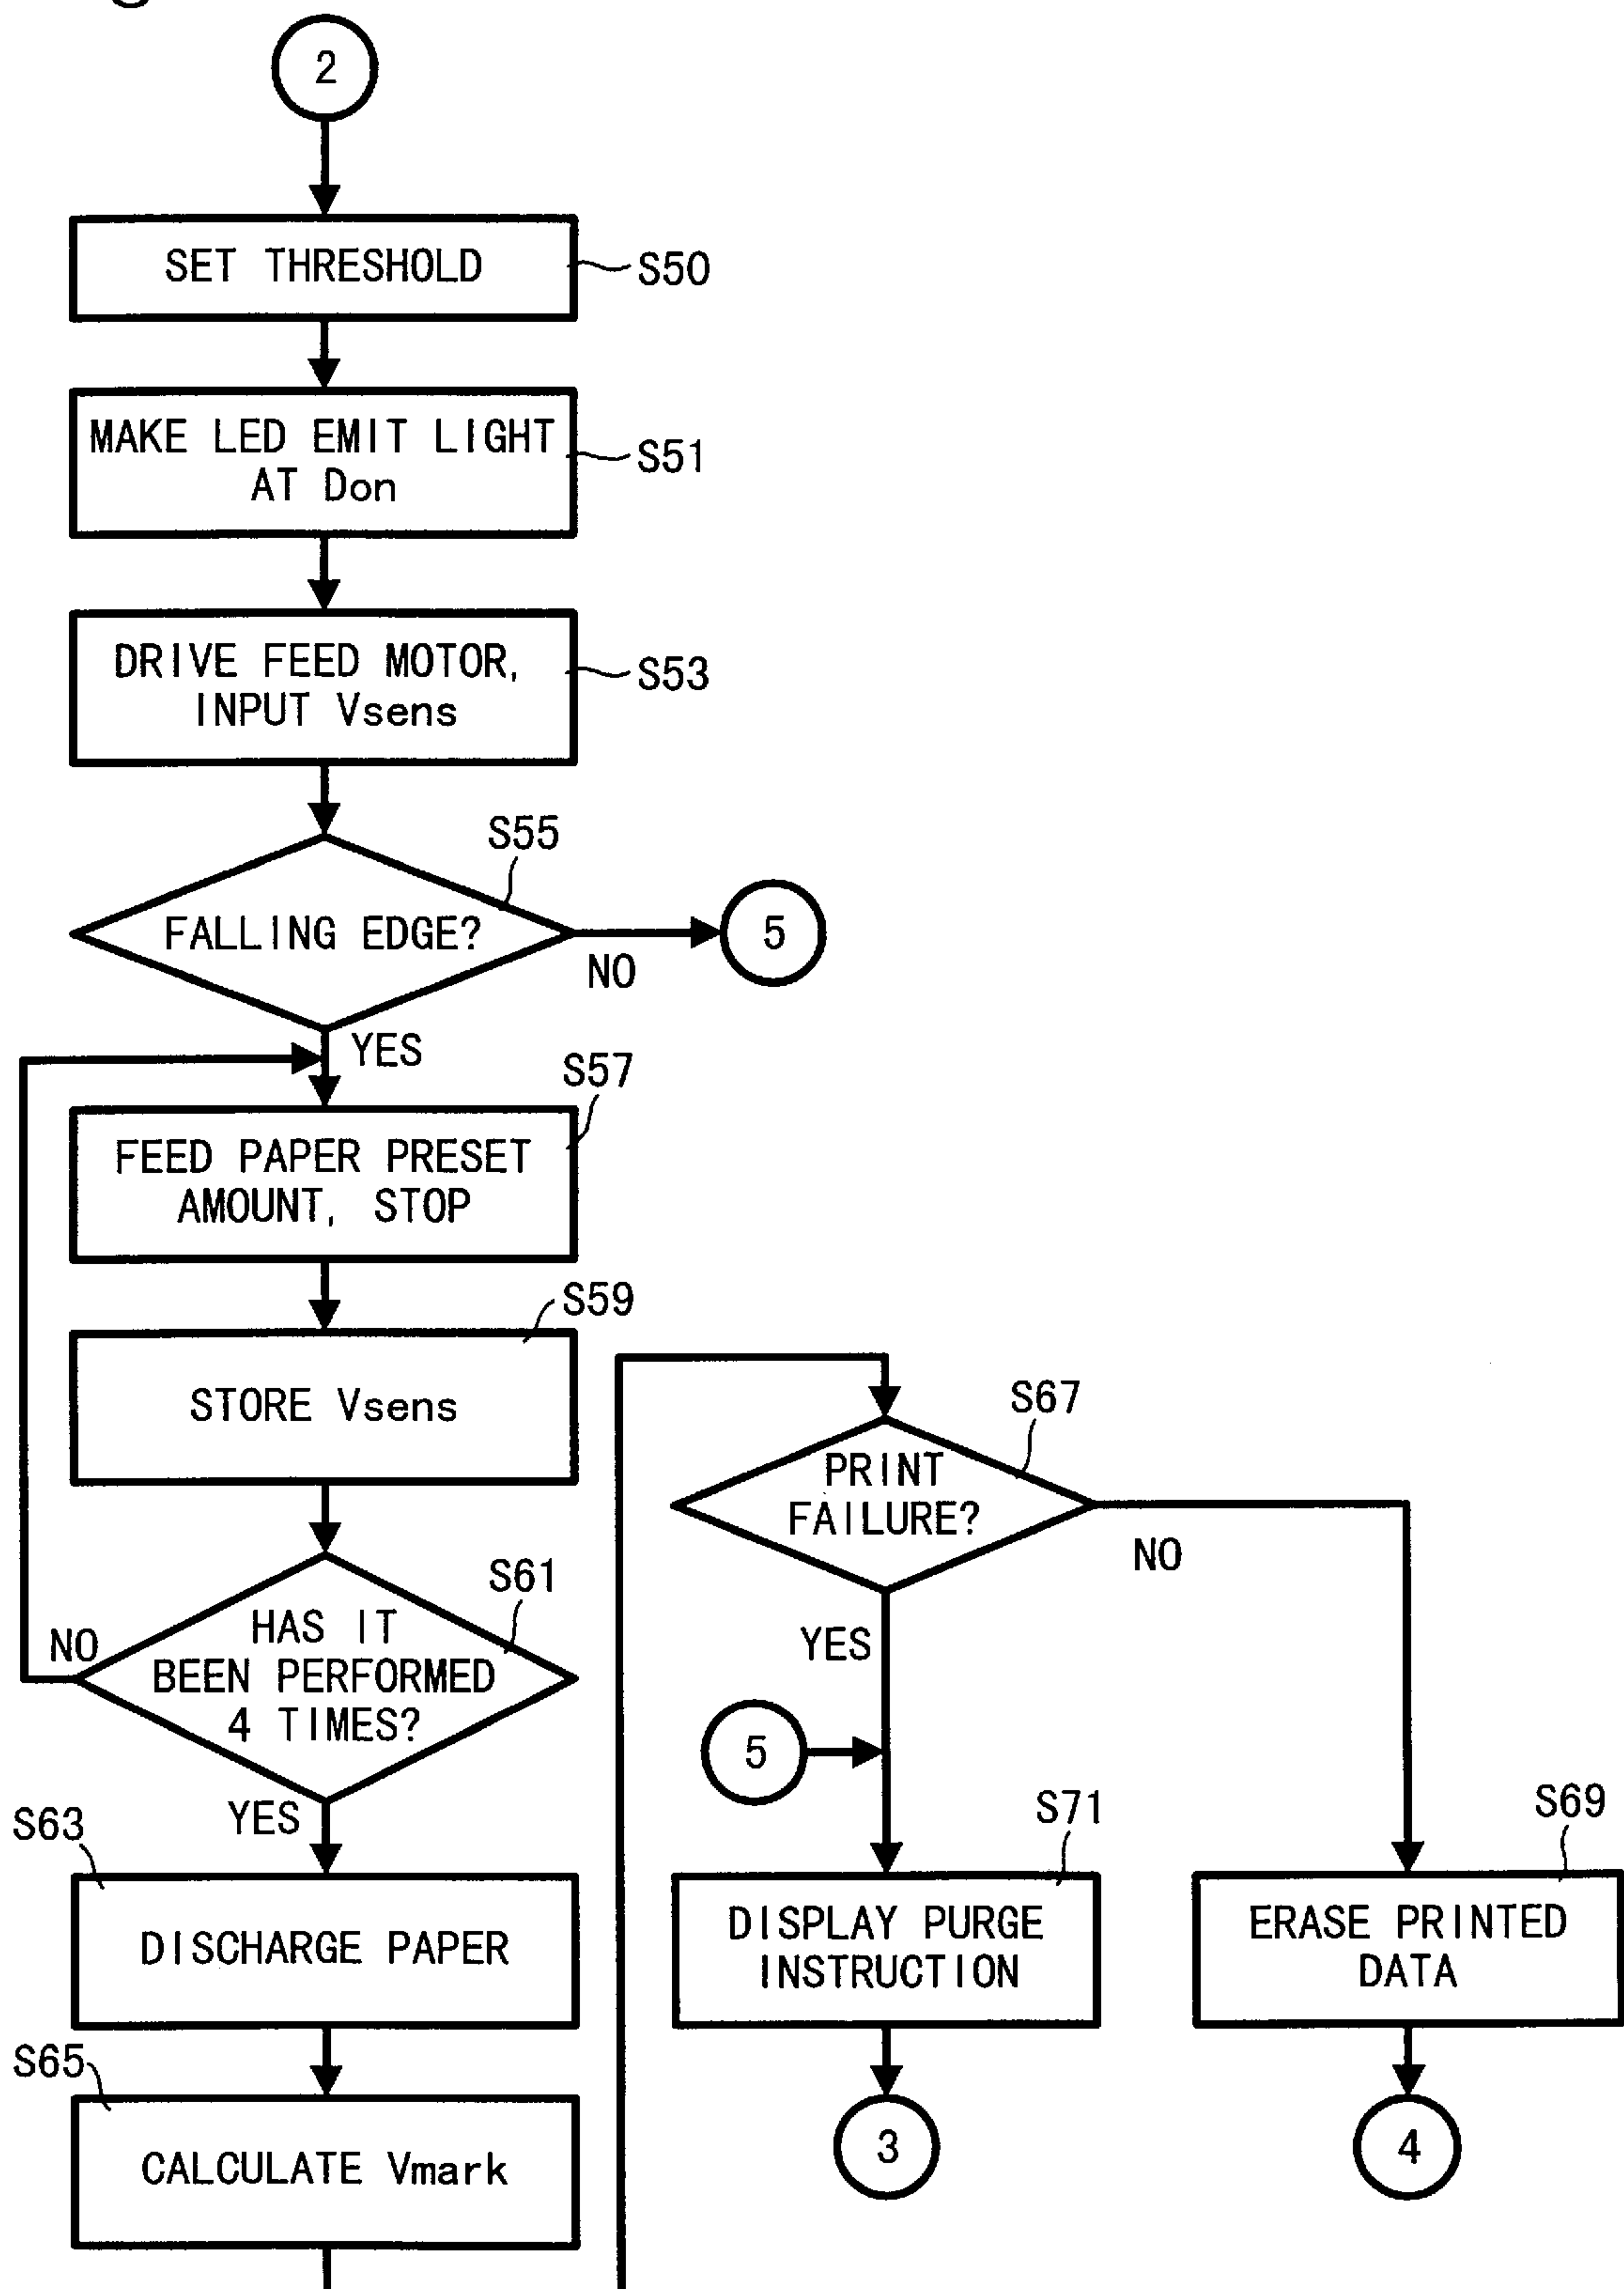 2
SET THRESHOLD
S50
MAKE LED EMIT LIGHT
AT Don
S51
DRIVE FEED MOTOR,
INPUT Vsens
S53
S55
FALLING EDGE?
NO
5
YES
S57
FEED PAPER PRESET
AMOUNT, STOP
S59
STORE Vsens
S61
HAS IT
BEEN PERFORMED
4 TIMES?
NO
YES
S63
DISCHARGE PAPER
S65
CALCULATE Vmark
S67
PRINT
FAILURE?
NO
YES
5
S71
DISPLAY PURGE
INSTRUCTION
3
S69
ERASE PRINTED
DATA
4